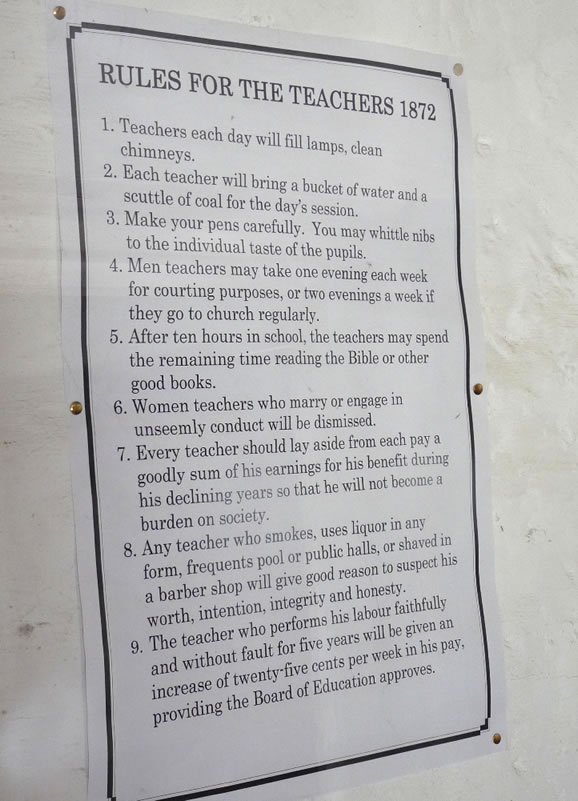 RULES FOR THE TEACHERS 1872
1. Teachers each day will fill lamps, clean
chimneys.
2. Each teacher will bring a bucket of water and a
scuttle of coal for the day's session.
3. Make your pens carefully. You may whittle nibs
to the individual taste of the pupils.
4. Men teachers may take one evening each week
for courting purposes, or two evenings a week if
they go to church regularly.
5. After ten hours in school, the teachers may spend
the remaining time reading the Bible or other
good books.
6. Women teachers who marry or engage in
unseemly conduct will be dismissed.
7. Every teacher should lay aside from each pay a
goodly sum of his earnings for his benefit during
his declining years so that he will not become a
burden on society.
8. Any teacher who smokes, uses liquor in any
form, frequents pool or public halls, or shaved in
a barber shop will give good reason to suspect his
worth, intention, integrity and honesty.
9. The teacher who performs his labour faithfully
and without fault for five years will be given an
increase of twenty-five cents per week in his pay,
providing the Board of Education approves.